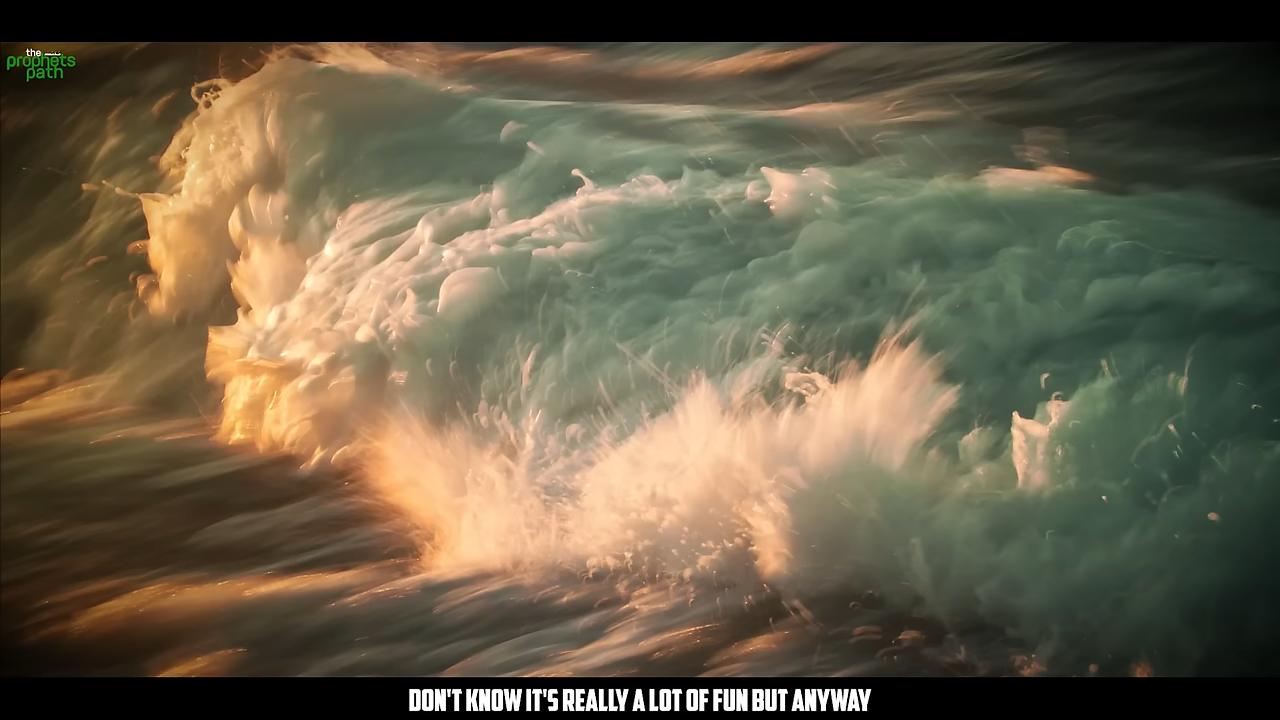 the
prophets
path
DON'T KNOW IT'S REALLY A LOT OF FUN BUT ANYWAY